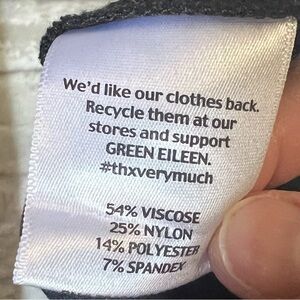 We'd like our clothes back.
Recycle them at our
stores and support
GREEN EILEEN.
#thxverymuch
54% VISCOSE
25% NYLON
14% POLYESTER
7% SPANDEX